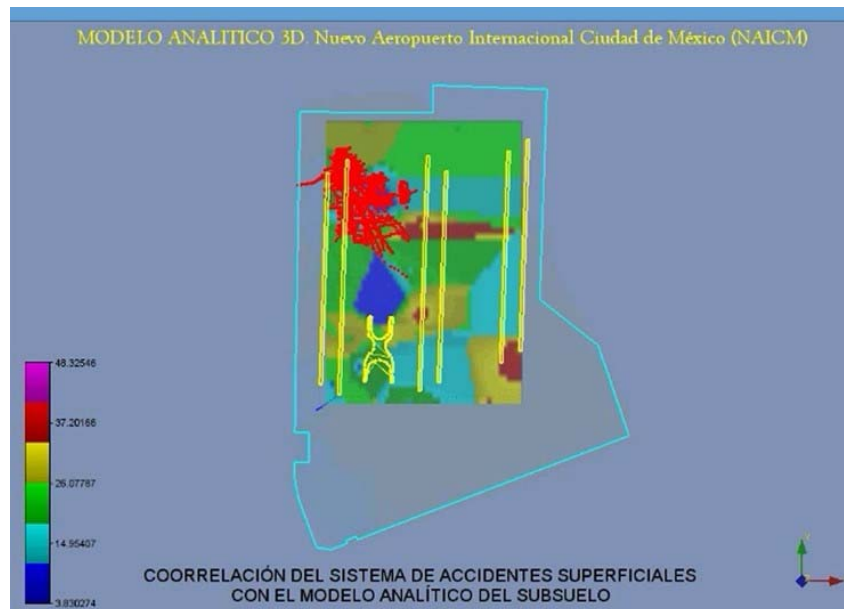 MODELO ANALITICO 3D. Nuevo Aeropuerto Internacional Ciudad de México (NAICM)
48.32546
37.20166
26.07787
14.95407
3.830274
COORRELACIÓN DEL SISTEMA DE ACCIDENTES SUPERFICIALES
CON EL MODELO ANALÍTICO DEL SUBSUELO